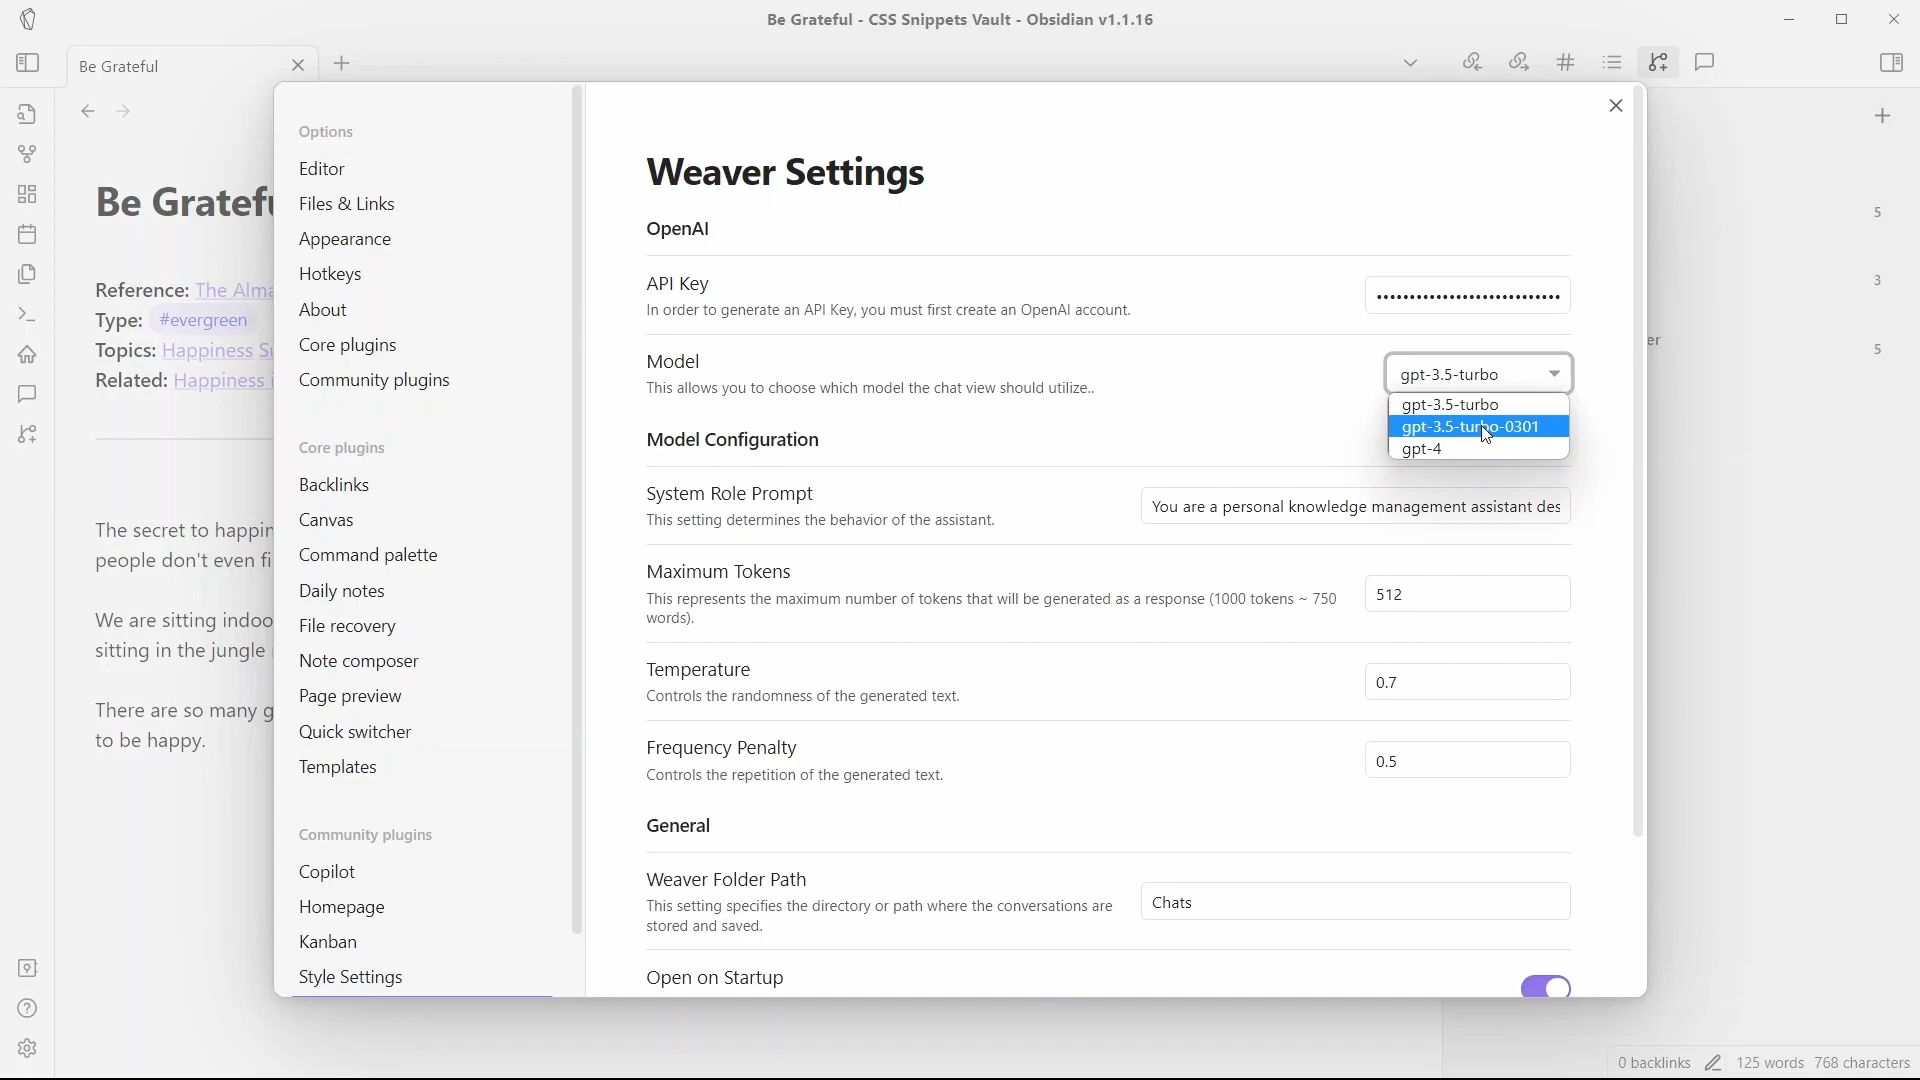 Be Grateful - CSS Snippets Vault - Obsidian v1.1.16
Be Grateful
Be Gratefu
Reference: The Alma
Type: #evergreen
Topics: Happiness Su
Related: Happiness i
The secret to happin
people don't even fi
We are sitting indoo
sitting in the jungle
There are so many g
to be happy.
Options
Editor
Files & Links
Appearance
Hotkeys
About
Core plugins
Community plugins
Core plugins
Backlinks
Canvas
Command palette
Daily notes
File recovery
Note composer
Page preview
Quick switcher
Templates
Community plugins
Copilot
Homepage
Kanban
Style Settings
Weaver Settings
OpenAI
API Key
In order to generate an API Key, you must first create an OpenAI account.
••••••••••••••••••••••••••••
Model
This allows you to choose which model the chat view should utilize..
gpt-3.5-turbo
gpt-3.5-turbo
gpt-3.5-turbo-0301
gpt-4
Model Configuration
System Role Prompt
This setting determines the behavior of the assistant.
You are a personal knowledge management assistant des
Maximum Tokens
This represents the maximum number of tokens that will be generated as a response (1000 tokens ~ 750
words).
512
Temperature
Controls the randomness of the generated text.
0.7
Frequency Penalty
Controls the repetition of the generated text.
0.5
General
Weaver Folder Path
This setting specifies the directory or path where the conversations are
stored and saved.
Chats
Open on Startup
5
3
er
5
0 backlinks 125 words 768 characters